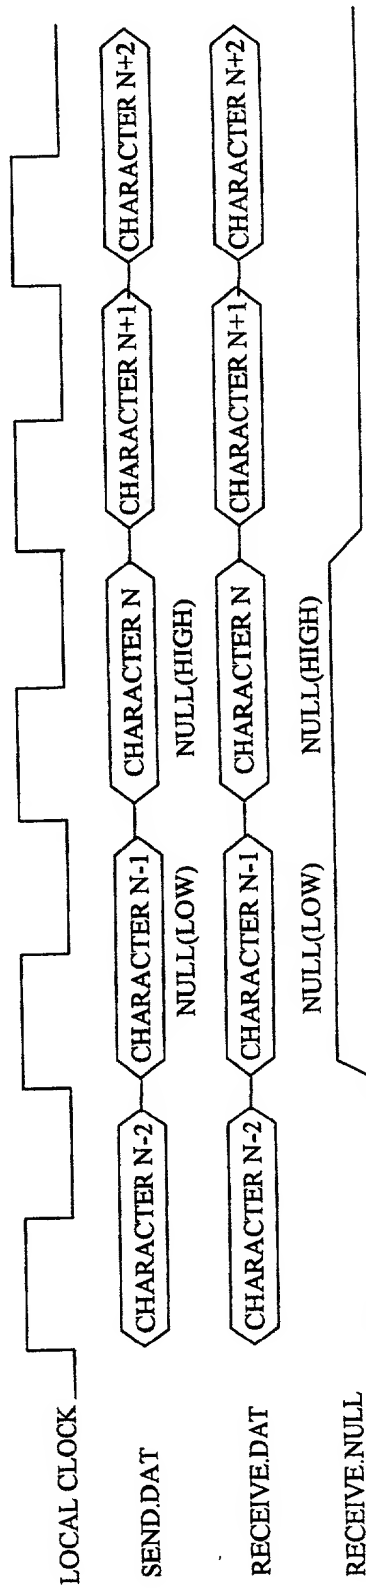 LOCAL CLOCK
SEND.DAT
CHARACTER N-2
CHARACTER N-1
CHARACTER N
CHARACTER N+1
CHARACTER N+2
NULL(LOW)
NULL(HIGH)
RECEIVE.DAT
CHARACTER N-2
CHARACTER N-1
CHARACTER N
CHARACTER N+1
CHARACTER N+2
NULL(LOW)
NULL(HIGH)
RECEIVE.NULL